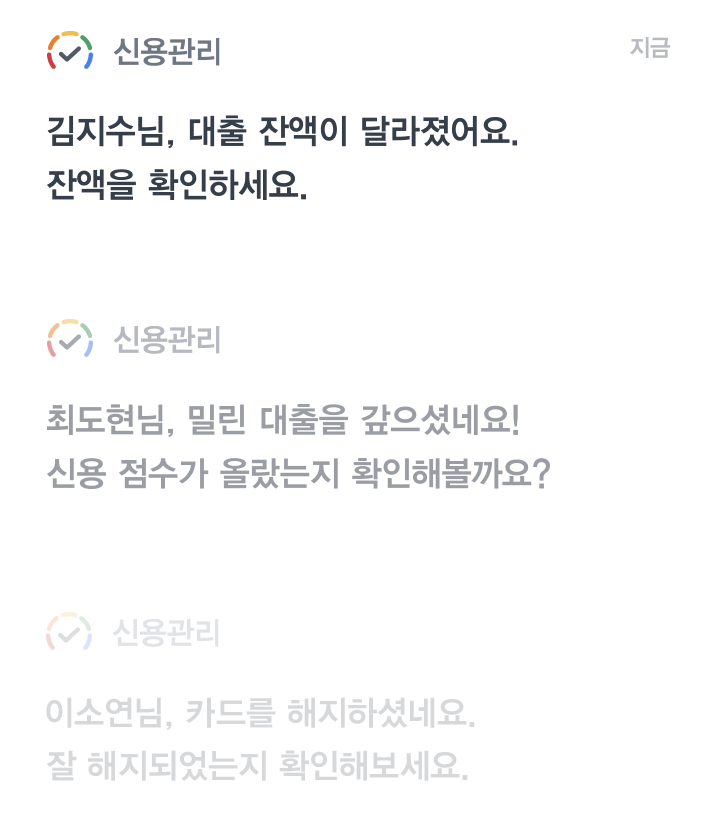 신용관리
지금
김지수님, 대출 잔액이 달라졌어요.
잔액을 확인하세요.
신용관리
최도현님, 밀린 대출을 갚으셨네요!
신용 점수가 올랐는지 확인해볼까요?
신용관리
이소연님, 카드를 해지하셨네요.
잘 해지되었는지 확인해보세요.